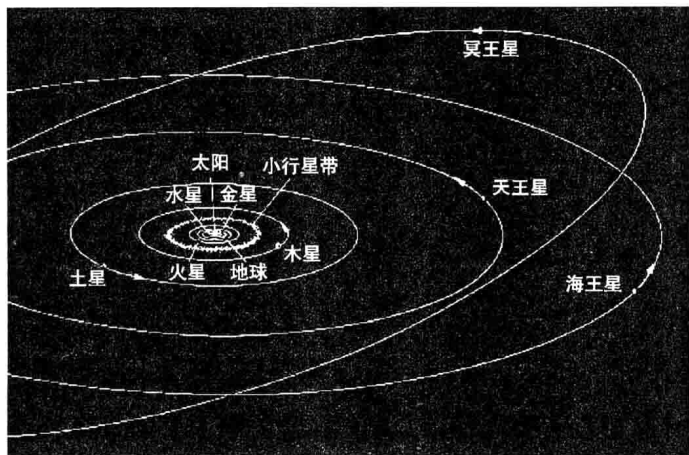 冥王星
太阳 小行星带
水星 金星
天王星
木星
土星 火星 地球
海王星